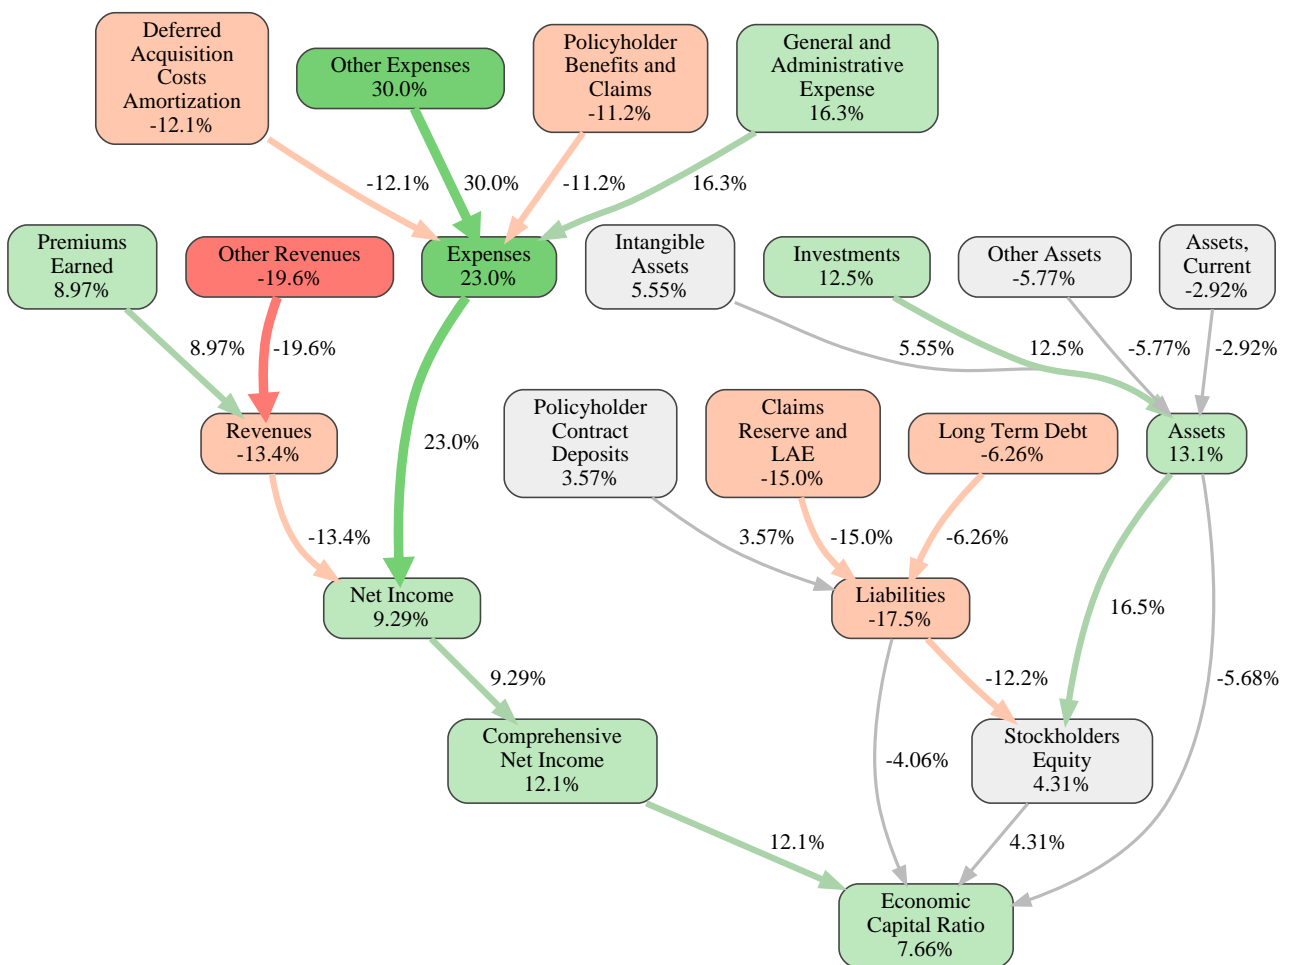 Deferred
Acquisition
Costs
Amortization
-12.1%
Other Expenses
30.0%
Policyholder
Benefits and
Claims
-11.2%
General and
Administrative
Expense
16.3%
-12.1%
30.0%
-11.2%
16.3%
Premiums
Earned
8.97%
Other Revenues
-19.6%
Expenses
23.0%
Intangible
Assets
5.55%
Investments
12.5%
Other Assets
-5.77%
Assets,
Current
-2.92%
8.97%
-19.6%
5.55%
12.5%
-5.77%
-2.92%
Revenues
-13.4%
23.0%
Policyholder
Contract
Deposits
3.57%
Claims
Reserve and
LAE
-15.0%
Long Term Debt
-6.26%
Assets
13.1%
-13.4%
3.57%
-15.0%
-6.26%
Net Income
9.29%
Liabilities
-17.5%
16.5%
9.29%
-12.2%
-5.68%
Comprehensive
Net Income
12.1%
-4.06%
Stockholders
Equity
4.31%
12.1%
4.31%
Economic
Capital Ratio
7.66%